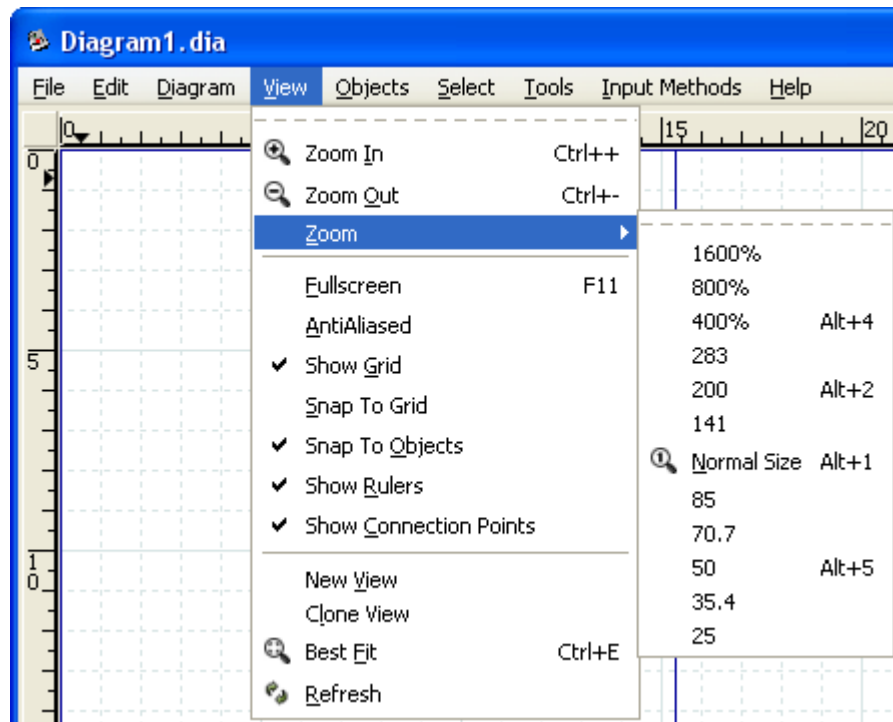 Diagram1.dia
File Edit Diagram View Objects Select Tools Input Methods Help
0 15 20
0
5
10
Zoom In Ctrl++
Zoom Out Ctrl+-
Zoom
Fullscreen F11
AntiAliased
Show Grid
Snap To Grid
Snap To Objects
Show Rulers
Show Connection Points
New View
Clone View
Best Fit Ctrl+E
Refresh
1600%
800%
400% Alt+4
283
200 Alt+2
141
Normal Size Alt+1
85
70.7
50 Alt+5
35.4
25